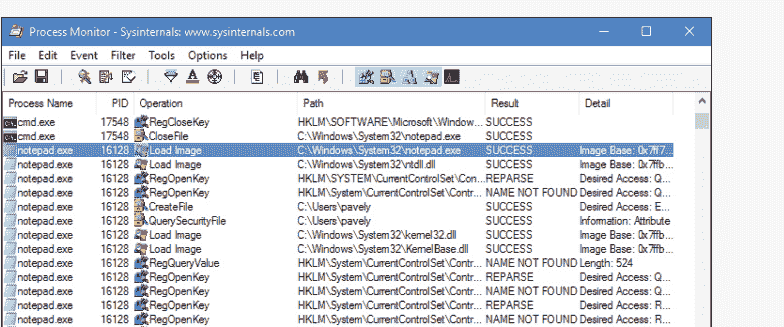 Process Monitor - Sysinternals: www.sysinternals.com
File Edit Event Filter Tools Options Help
Process Name PID Operation Path Result Detail
cmd.exe 17548 RegCloseKey HKLM\SOFTWARE\Microsoft\Window... SUCCESS
cmd.exe 17548 CloseFile C:\Windows\System32\notepad.exe SUCCESS
notepad.exe 16128 Load Image C:\Windows\System32\notepad.exe SUCCESS Image Base: 0x7ff7...
notepad.exe 16128 Load Image C:\Windows\System32\ntdll.dll SUCCESS Image Base: 0x7ffb...
notepad.exe 16128 RegOpenKey HKLM\SYSTEM\CurrentControlSet\Con... REPARSE Desired Access: Q...
notepad.exe 16128 RegOpenKey HKLM\System\CurrentControlSet\Contr... NAME NOT FOUND Desired Access: Q...
notepad.exe 16128 CreateFile C:\Users\pavely SUCCESS Desired Access: E...
notepad.exe 16128 QuerySecurityFile C:\Users\pavely SUCCESS Information: Attribute
notepad.exe 16128 Load Image C:\Windows\System32\kernel32.dll SUCCESS Image Base: 0x7ffb...
notepad.exe 16128 Load Image C:\Windows\System32\KernelBase.dll SUCCESS Image Base: 0x7ffb...
notepad.exe 16128 RegQueryValue HKLM\System\CurrentControlSet\Contr... NAME NOT FOUND Length: 524
notepad.exe 16128 RegOpenKey HKLM\System\CurrentControlSet\Contr... REPARSE Desired Access: Q...
notepad.exe 16128 RegOpenKey HKLM\System\CurrentControlSet\Contr... NAME NOT FOUND Desired Access: Q...
notepad.exe 16128 RegOpenKey HKLM\System\CurrentControlSet\Contr... REPARSE Desired Access: R...
notepad.exe 16128 RegOpenKey HKLM\System\CurrentControlSet\Contr... NAME NOT FOUND Desired Access: R...